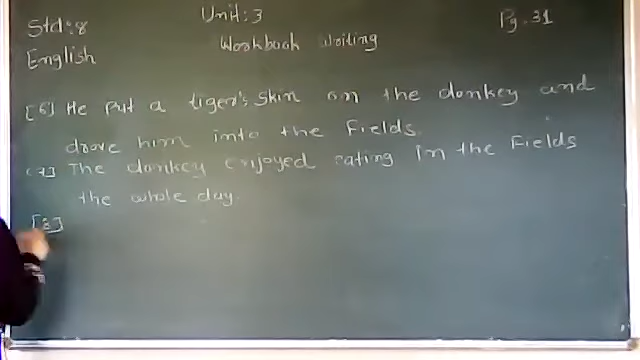 Std:8 Unit:3 Pg.31
English Workbook writing
[6] He put a tiger's skin on the donkey and
drove him into the Fields.
[7] The donkey enjoyed eating in the Fields
the whole day.
[8]